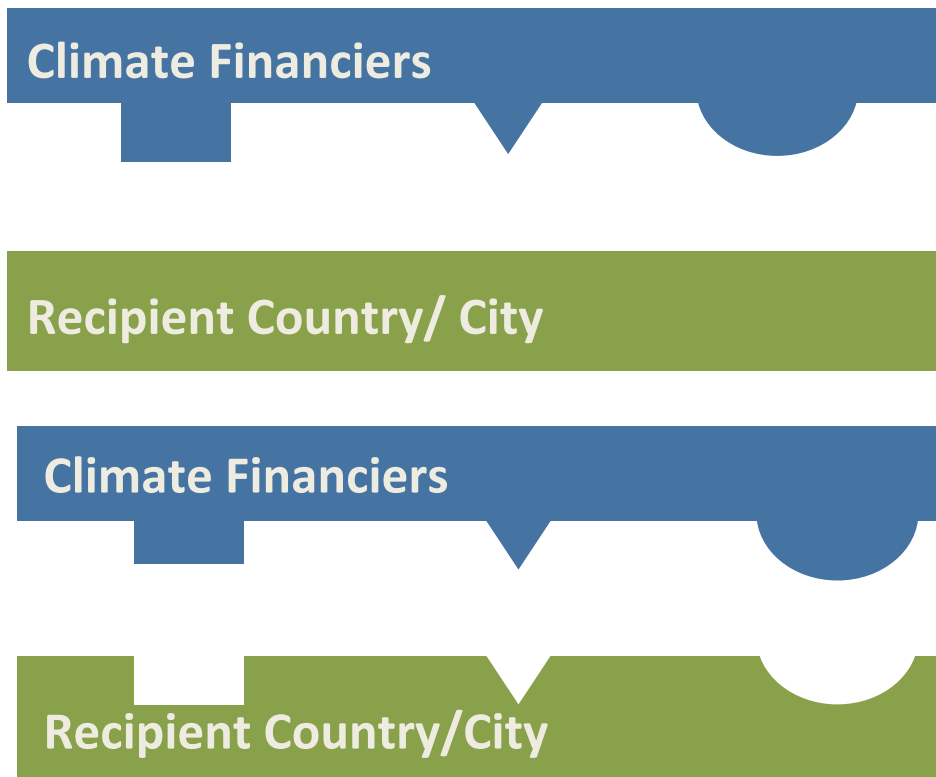 Climate Financiers
Recipient Country/ City
Climate Financiers
Recipient Country/City